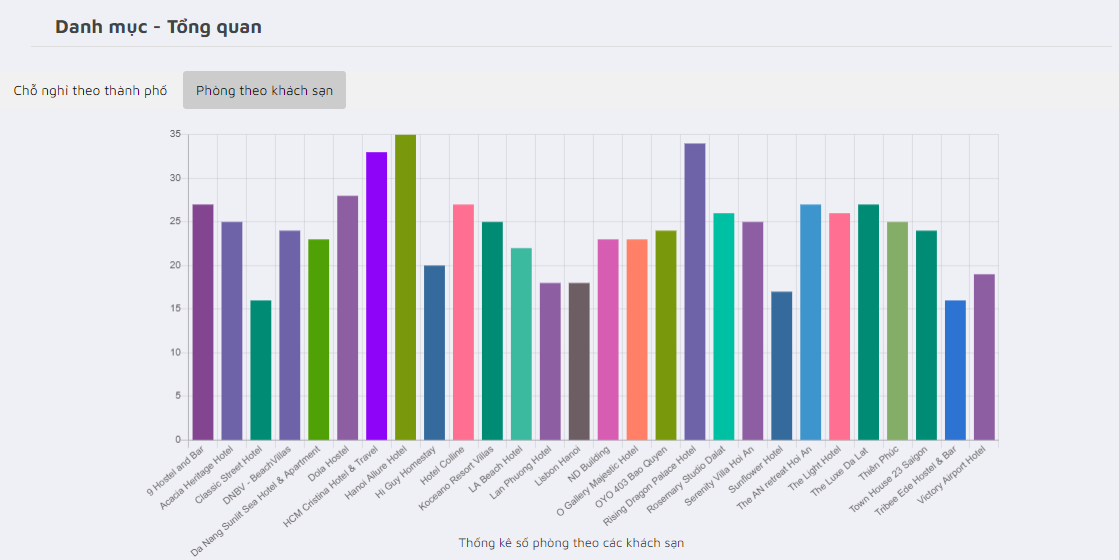 Danh mục - Tổng quan
Chỗ nghỉ theo thành phố
Phòng theo khách sạn
35
30
25
20
15
10
5
0
9 Hostel and Bar
Acacia Heritage Hotel
Classic Street Hotel
DNBV - BeachVillas
Da Nang Sunlit Sea Hotel & Apartment
Dola Hostel
HCM Cristina Hotel & Travel
Hanoi Allure Hotel
Hi Guy Homestay
Hotel Colline
Koceano Resort Villas
LA Beach Hotel
Lan Phuong Hotel
Lisbon Hanoi
ND Building
O Gallery Majestic Hotel
OYO 403 Bao Quyen
Rising Dragon Palace Hotel
Rosemary Studio Dalat
Serenity Villa Hoi An
Sunflower Hotel
The AN retreat Hoi An
The Light Hotel
The Luxe Da Lat
Thiên Phúc
Town House 23 Saigon
Tribee Ede Hostel & Bar
Victory Airport Hotel
Thống kê số phòng theo các khách sạn